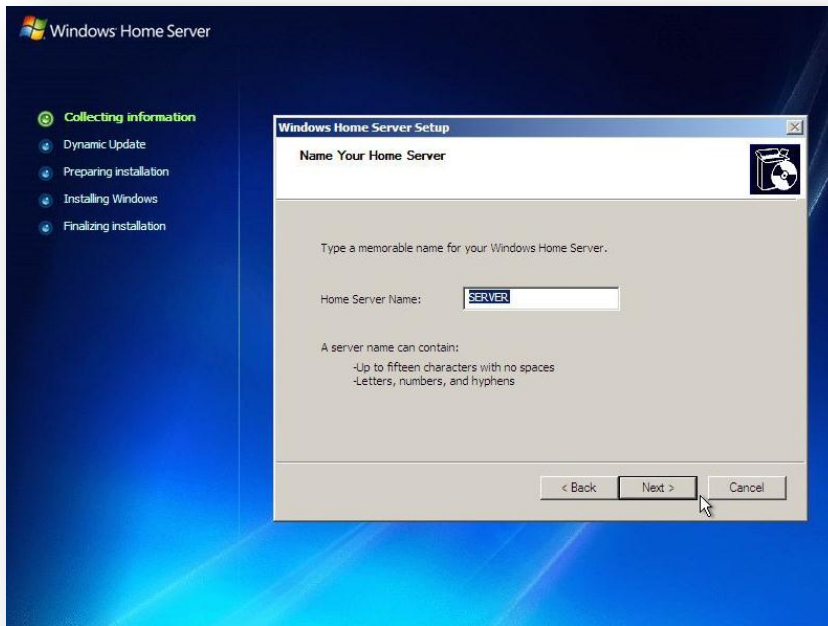 Windows Home Server
Collecting information
Dynamic Update
Preparing installation
Installing Windows
Finalizing installation
Windows Home Server Setup
Name Your Home Server
Type a memorable name for your Windows Home Server.
Home Server Name: SERVER
A server name can contain:
-Up to fifteen characters with no spaces
-Letters, numbers, and hyphens
< Back Next > Cancel